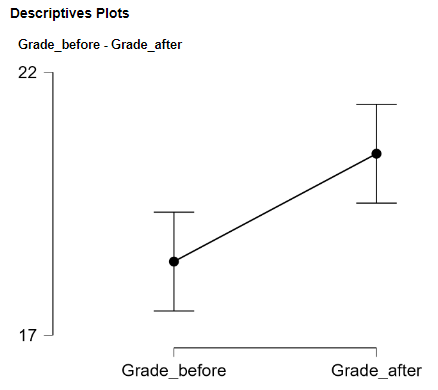 Descriptives Plots
Grade_before - Grade_after
22
17
Grade_before
Grade_after